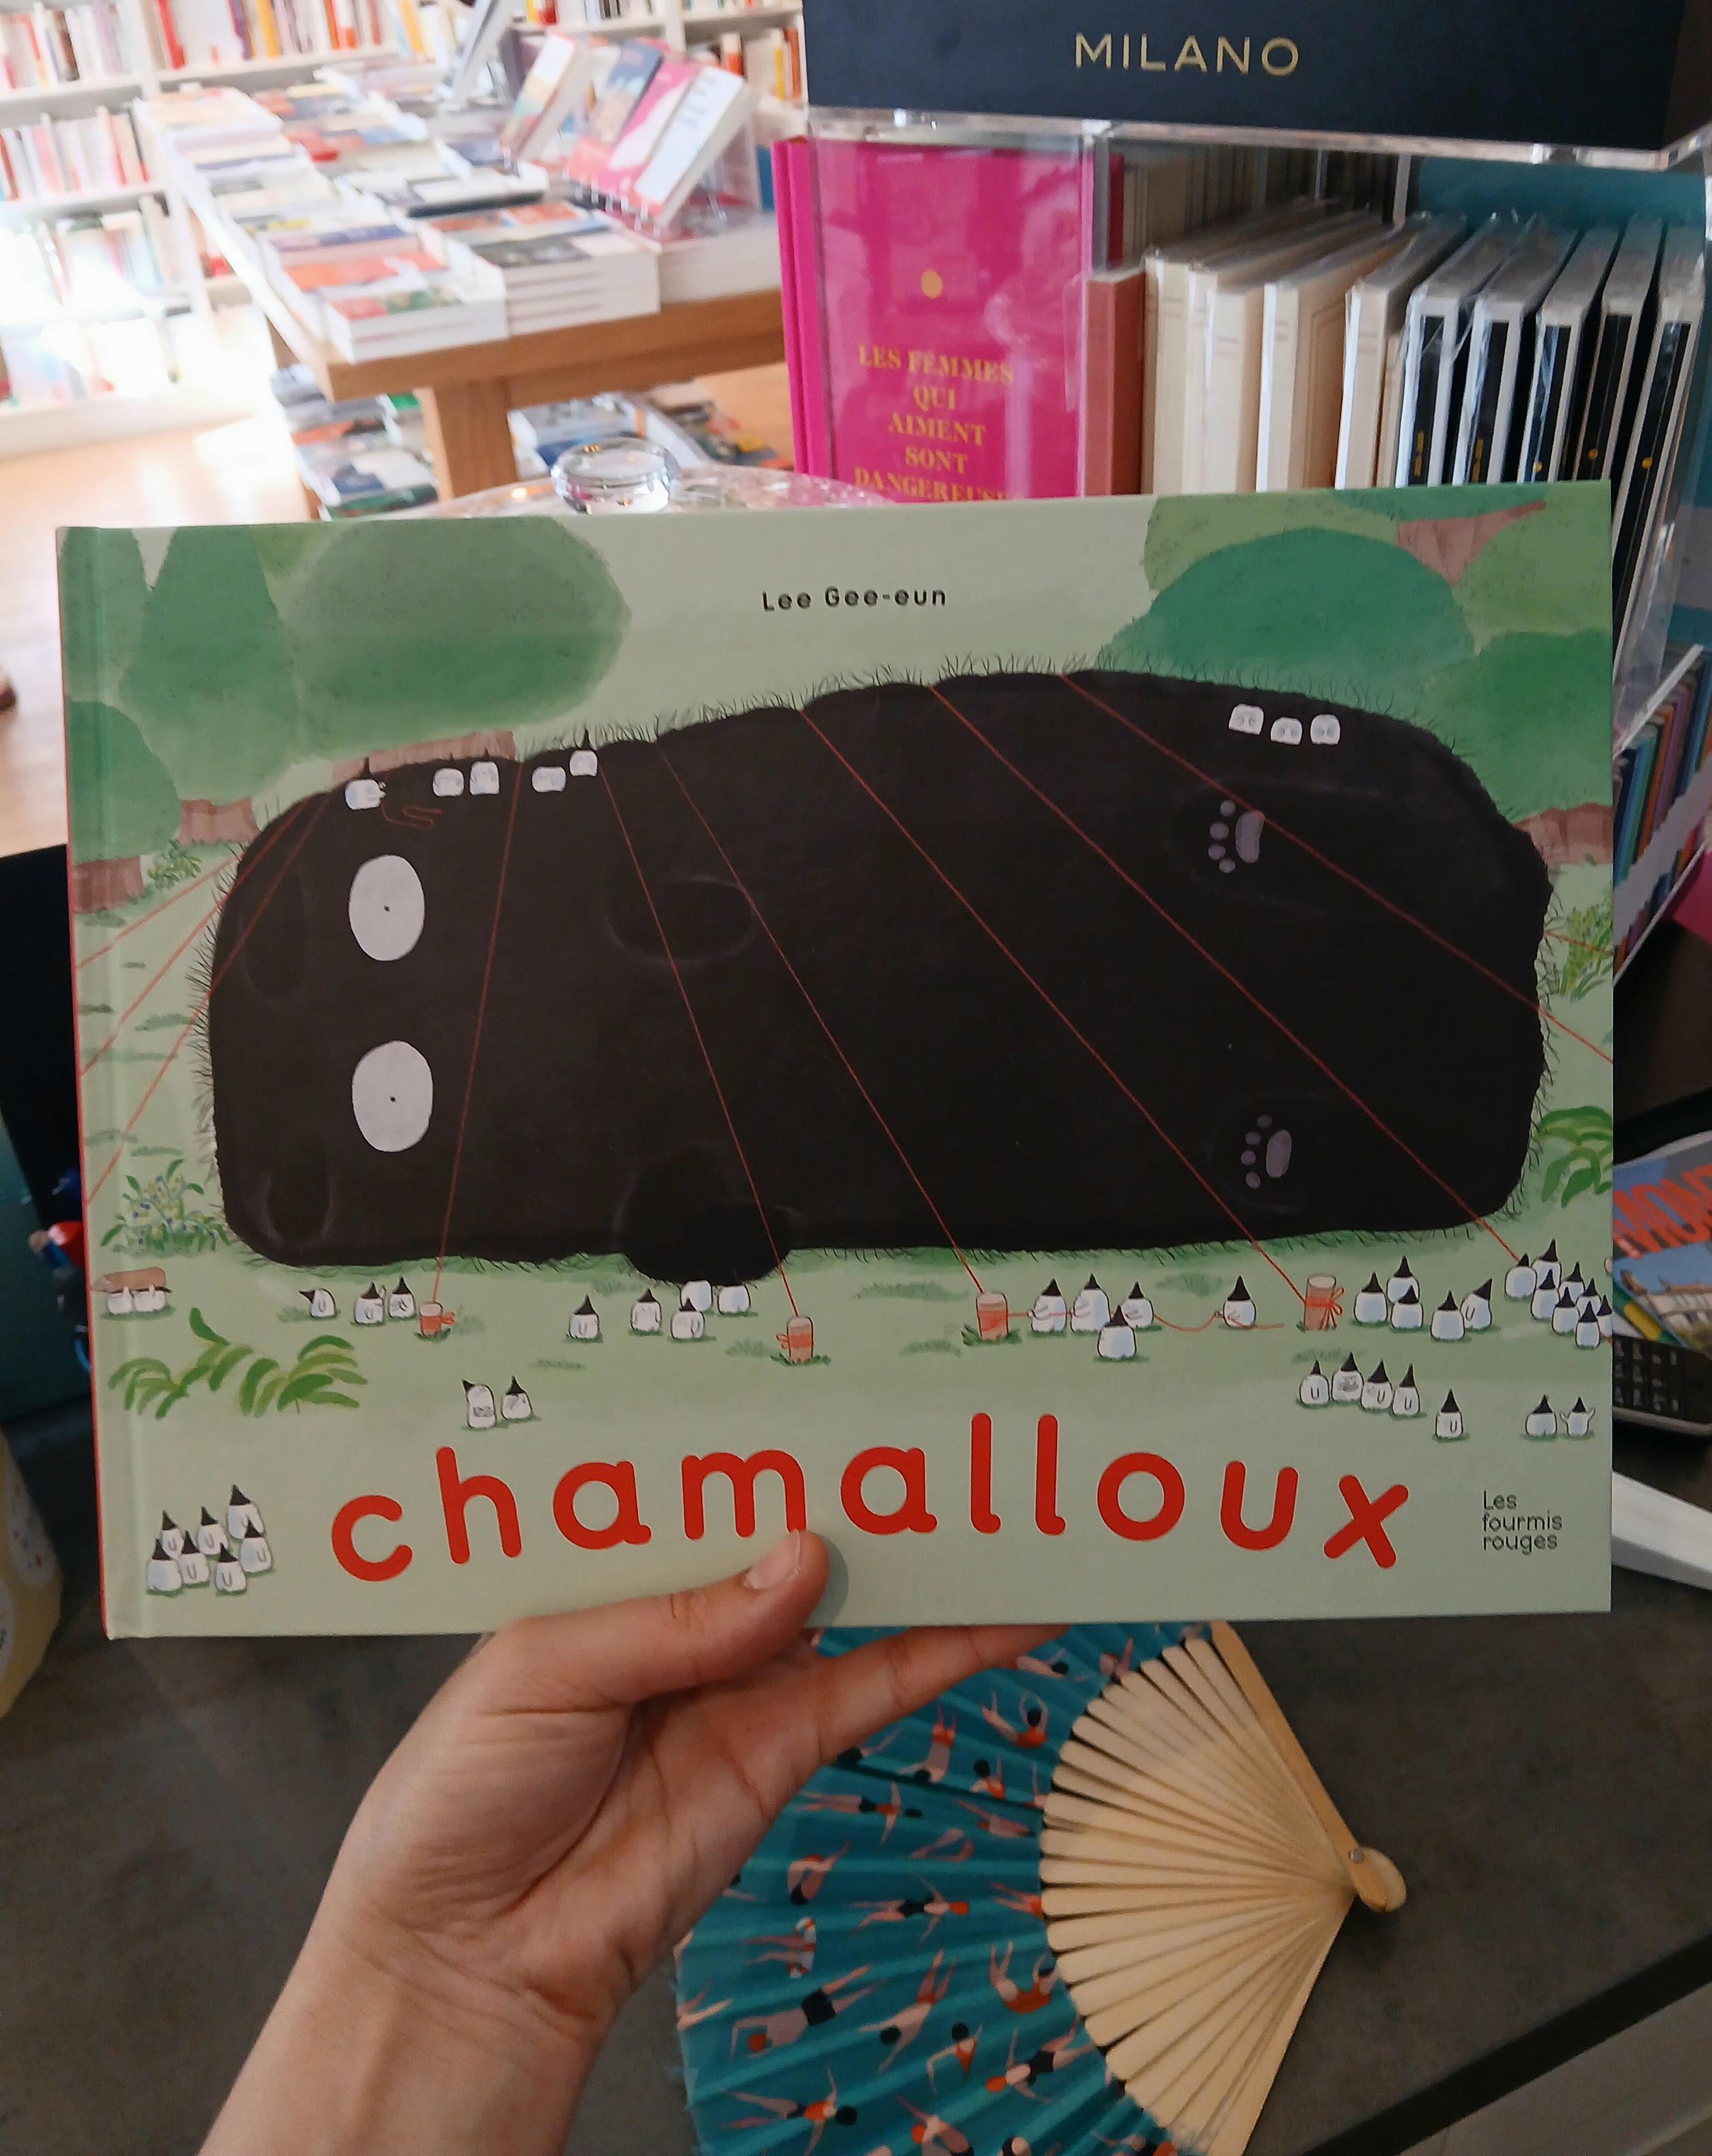 MILANO
LES FEMMES
QUI
AIMENT
SONT
Lee Gee-eun
chamalloux
Les
fourmis
rouges